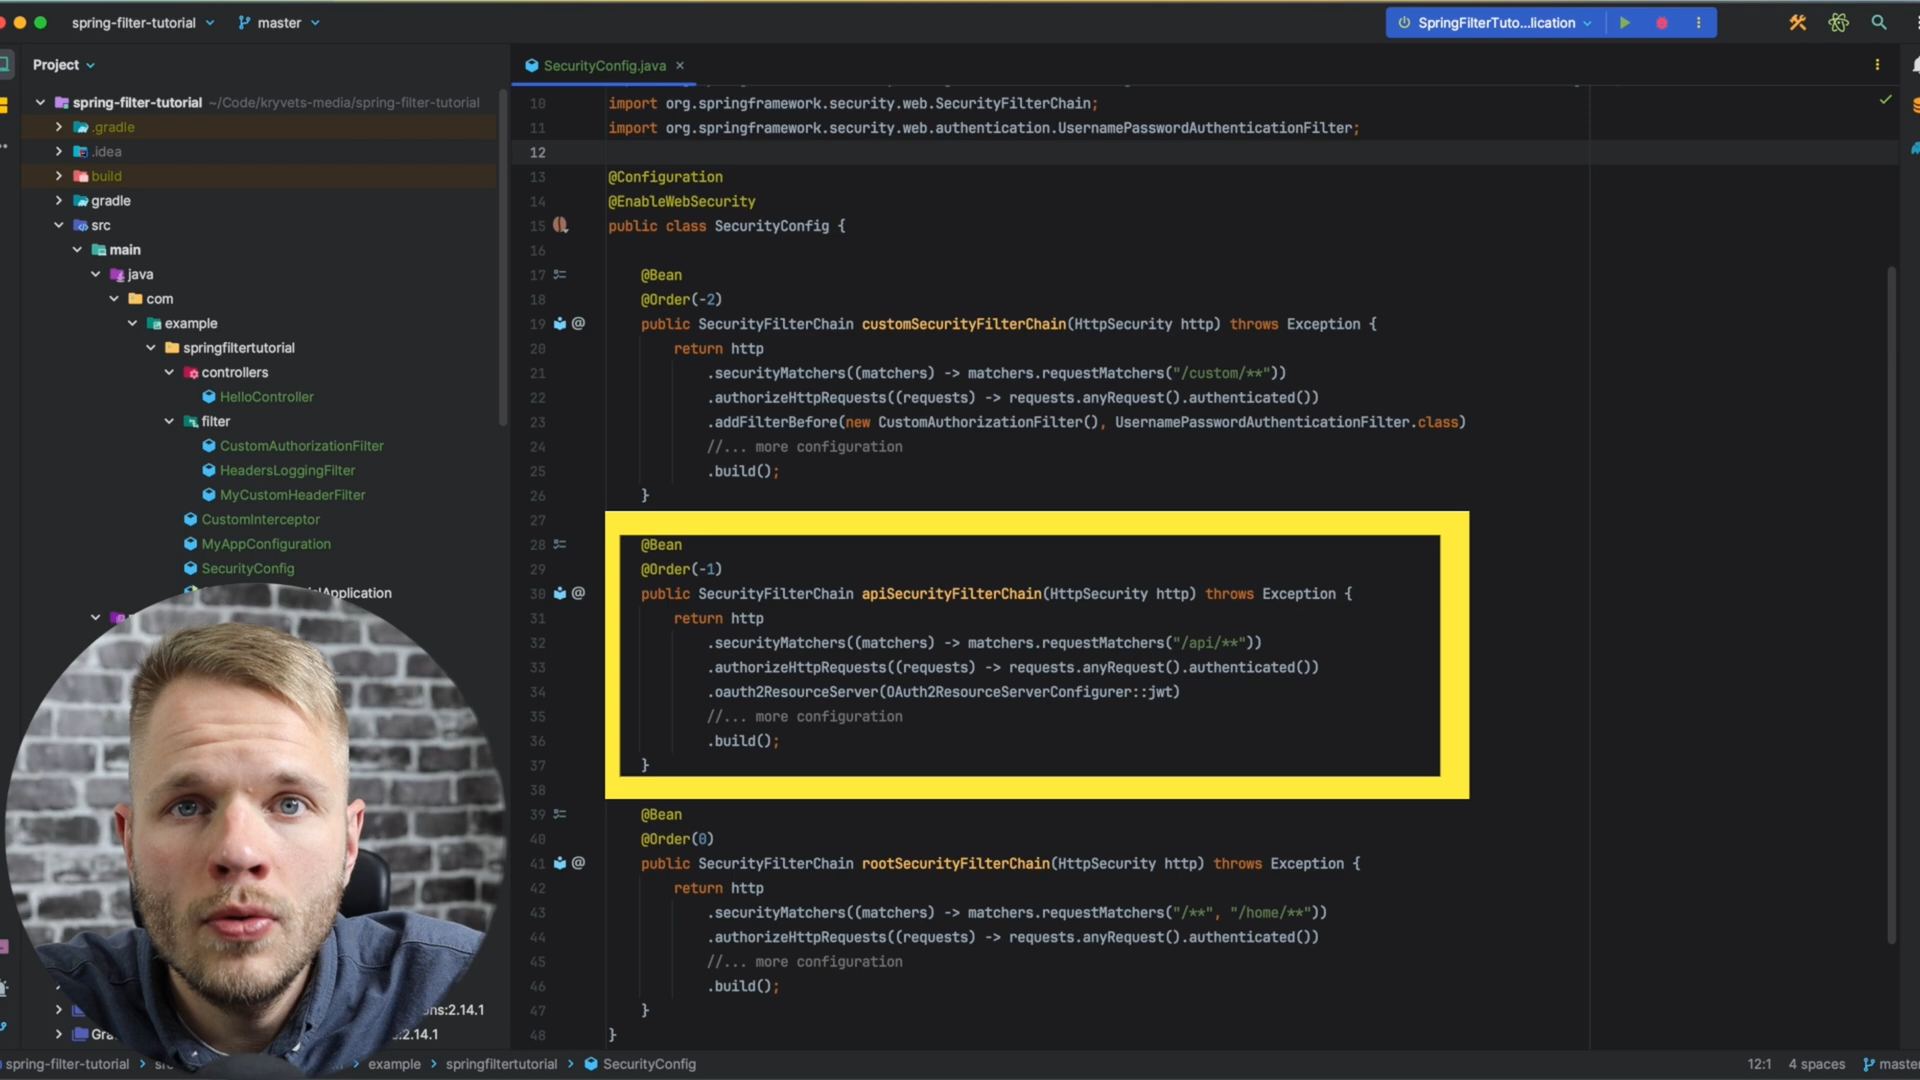 spring-filter-tutorial
master
SpringFilterTuto...lication
Project
SecurityConfig.java
spring-filter-tutorial ~/Code/kryvets-media/spring-filter-tutorial
.gradle
.idea
build
gradle
src
main
java
com
example
springfiltertutorial
controllers
HelloController
filter
CustomAuthorizationFilter
HeadersLoggingFilter
MyCustomHeaderFilter
CustomInterceptor
MyAppConfiguration
SecurityConfig
Application
:2.14.1
:2.14.1
10 import org.springframework.security.web.SecurityFilterChain;
11 import org.springframework.security.web.authentication.UsernamePasswordAuthenticationFilter;
12
13 @Configuration
14 @EnableWebSecurity
15 public class SecurityConfig {
16
17 @Bean
18 @Order(-2)
19 public SecurityFilterChain customSecurityFilterChain(HttpSecurity http) throws Exception {
20 return http
21 .securityMatchers((matchers) -> matchers.requestMatchers("/custom/**"))
22 .authorizeHttpRequests((requests) -> requests.anyRequest().authenticated())
23 .addFilterBefore(new CustomAuthorizationFilter(), UsernamePasswordAuthenticationFilter.class)
24 //... more configuration
25 .build();
26 }
27
28 @Bean
29 @Order(-1)
30 public SecurityFilterChain apiSecurityFilterChain(HttpSecurity http) throws Exception {
31 return http
32 .securityMatchers((matchers) -> matchers.requestMatchers("/api/**"))
33 .authorizeHttpRequests((requests) -> requests.anyRequest().authenticated())
34 .oauth2ResourceServer(OAuth2ResourceServerConfigurer::jwt)
35 //... more configuration
36 .build();
37 }
38
39 @Bean
40 @Order(0)
41 public SecurityFilterChain rootSecurityFilterChain(HttpSecurity http) throws Exception {
42 return http
43 .securityMatchers((matchers) -> matchers.requestMatchers("/**", "/home/**"))
44 .authorizeHttpRequests((requests) -> requests.anyRequest().authenticated())
45 //... more configuration
46 .build();
47 }
48 }
spring-filter-tutorial
example
springfiltertutorial
SecurityConfig
12:1
4 spaces
master